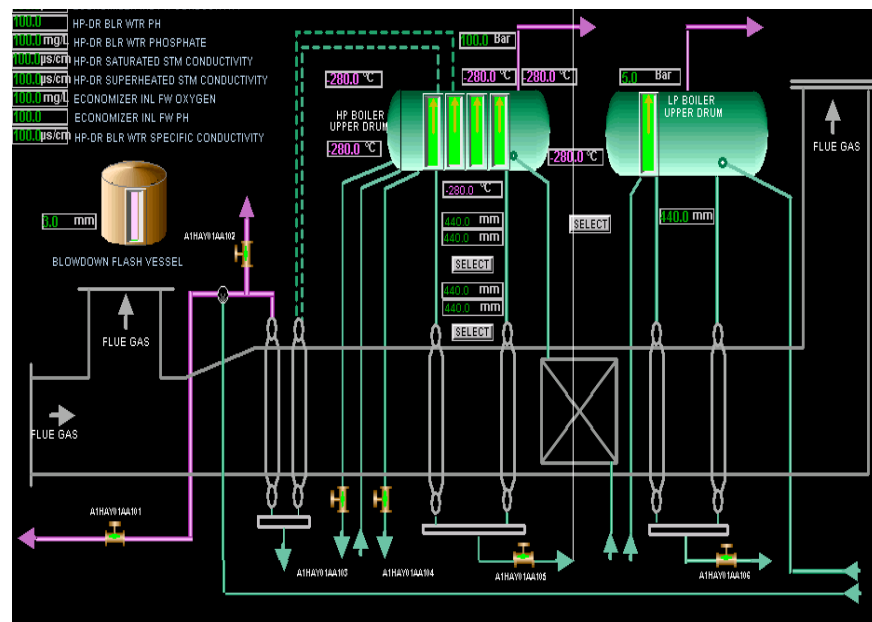 100.0 HP-DR BLR WTR PH
100.0 mg/L HP-DR BLR WTR PHOSPHATE
100.0 µs/cm HP-DR SATURATED STM CONDUCTIVITY
100.0 µs/cm HP-DR SUPERHEATED STM CONDUCTIVITY
100.0 mg/L ECONOMIZER INL FW OXYGEN
100.0 ECONOMIZER INL FW PH
100.0 µs/cm HP-DR BLR WTR SPECIFIC CONDUCTIVITY
100.0 Bar
-280.0 °C
-280.0 °C
-280.0 °C
5.0 Bar
HP BOILER
UPPER DRUM
LP BOILER
UPPER DRUM
FLUE GAS
-280.0 °C
-280.0 °C
-280.0 °C
mm
A1HAY01AA102
440.0 mm
440.0 mm
SELECT
440.0 mm
BLOWDOWN FLASH VESSEL
SELECT
440.0 mm
440.0 mm
SELECT
FLUE GAS
FLUE GAS
A1HAY01AA101
A1HAY01AA103
A1HAY01AA104
A1HAY01AA105
A1HAY01AA106